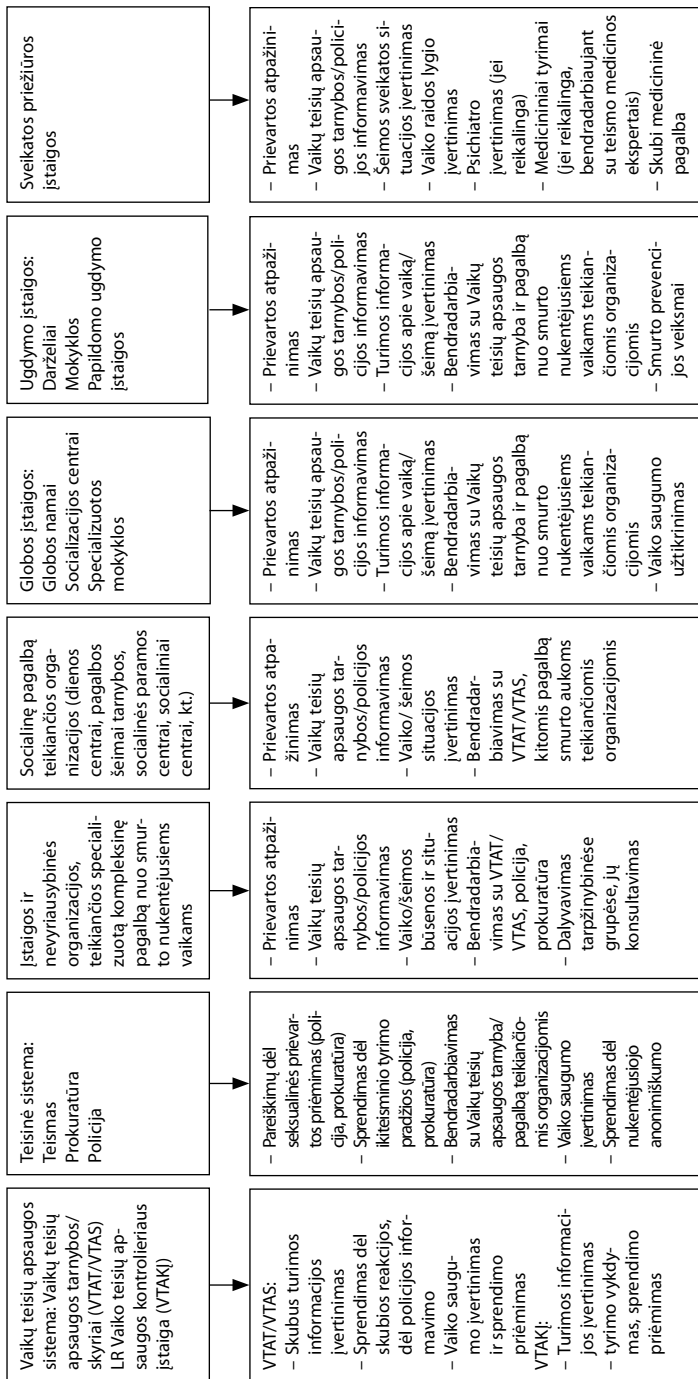 Vaikų teisių apsaugos
sistema: Vaikų teisių
apsaugos tarnybos/
skyriai (VTAT/VTAS)
LR Vaiko teisių ap-
saugos kontrolieriaus
įstaiga (VTAKĮ)
VTAT/VTAS:
– Skubus turimos
informacijos
įvertinimas
– Sprendimas dėl
skubios reakcijos,
dėl policijos infor-
mavimo
– Vaiko saugu-
mo įvertinimas
ir sprendimo
priėmimas
VTAKĮ:
– Turimos informaci-
jos įvertinimas
– tyrimo vykdy-
mas, sprendimo
priėmimas
Teisinė sistema:
Teismas
Prokuratūra
Policija
– Pareiškimų dėl
seksualinės prievar-
tos priėmimas (poli-
cija, prokuratūra)
– Sprendimas dėl
ikiteisminio tyrimo
pradžios (policija,
prokuratūra)
– Bendradarbiavimas
su Vaikų teisių
apsaugos tarnyba/
pagalbą teikiančio-
mis organizacijomis
– Vaiko saugumo
įvertinimas
– Sprendimas dėl
nukentėjusiojo
anonimiškumo
Įstaigos ir
nevyriausybinės
organizacijos,
teikiančios speciali-
zuotą kompleksinę
pagalbą nuo smur-
to nukentėjusiems
vaikams
– Prievartos atpaži-
nimas
– Vaikų teisių
apsaugos tar-
nybos/policijos
informavimas
– Vaiko/šeimos
būsenos ir situ-
acijos įvertinimas
– Bendradarbia-
vimas su VTAT/
VTAS, policija,
prokuratūra
– Dalyvavimas
tarpžinybinėse
grupėse, jų
konsultavimas
Socialinę pagalbą
teikiančios orga-
nizacijos (dienos
centrai, pagalbos
šeimai tarnybos,
socialinės paramos
centrai, socialiniai
centrai, kt.)
– Prievartos atpa-
žinimas
– Vaikų teisių
apsaugos tar-
nybos/policijos
informavimas
– Vaiko/ šeimos
situacijos
įvertinimas
– Bendradar-
biavimas su
VTAT/VTAS,
kitomis pagalbą
smurto aukoms
teikiančiomis
organizacijomis
Globos įstaigos:
Globos namai
Socializacijos centrai
Specializuotos
mokyklos
– Prievartos atpaži-
nimas
– Vaikų teisių apsau-
gos tarnybos/poli-
cijos informavimas
– Turimos informa-
cijos apie vaiką/
šeimą įvertinimas
– Bendradarbia-
vimas su Vaikų
teisių apsaugos
tarnyba ir pagalbą
nuo smurto
nukentėjusiems
vaikams teikian-
čiomis organiza-
cijomis
– Vaiko saugumo
užtikrinimas
Ugdymo įstaigos:
Darželiai
Mokyklos
Papildomo ugdymo
įstaigos
– Prievartos atpaži-
nimas
– Vaikų teisių apsau-
gos tarnybos/poli-
cijos informavimas
– Turimos informa-
cijos apie vaiką/
šeimą įvertinimas
– Bendradarbia-
vimas su Vaikų
teisių apsaugos
tarnyba ir pagalbą
nuo smurto
nukentėjusiems
vaikams teikian-
čiomis organiza-
cijomis
– Smurto prevenci-
jos veiksmai
Sveikatos priežiūros
įstaigos
– Prievartos atpažini-
mas
– Vaikų teisių apsau-
gos tarnybos/polici-
jos informavimas
– Šeimos sveikatos si-
tuacijos įvertinimas
– Vaiko raidos lygio
įvertinimas
– Psichiatro
įvertinimas (jei
reikalinga)
– Medicininiai tyrimai
(jei reikalinga,
bendradarbiaujant
su teismo medicinos
ekspertais)
– Skubi medicininė
pagalba